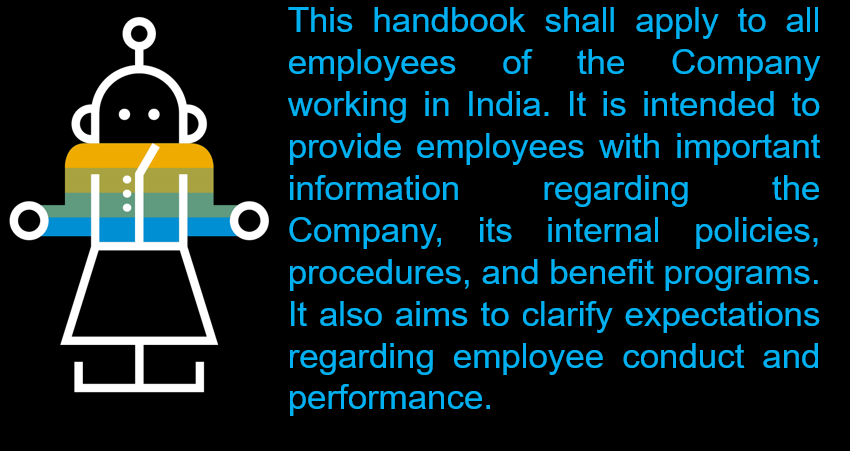 This handbook shall apply to all
employees of the Company
working in India. It is intended to
provide employees with important
information regarding the
Company, its internal policies,
procedures, and benefit programs.
It also aims to clarify expectations
regarding employee conduct and
performance.